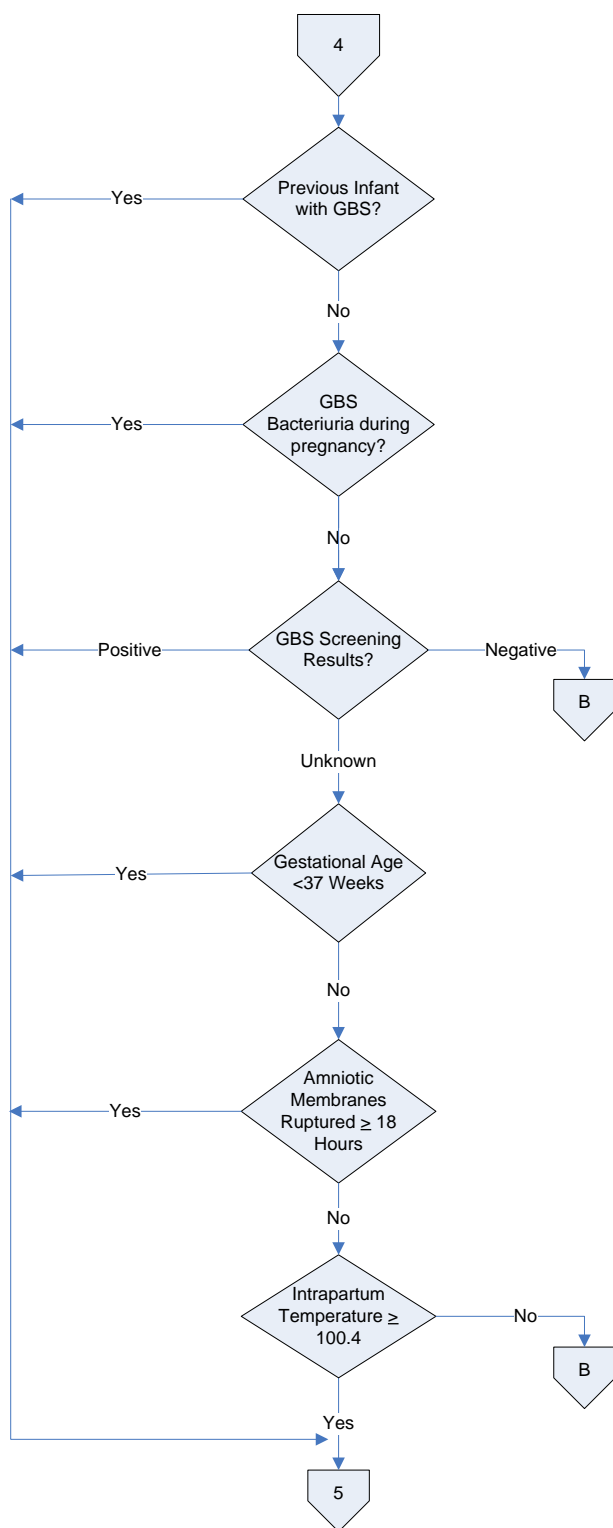 4
Previous Infant
with GBS?
Yes
No
GBS
Bacteriuria during
pregnancy?
Yes
No
GBS Screening
Results?
Positive
Negative
B
Unknown
Gestational Age
<37 Weeks
Yes
No
Amniotic
Membranes
Ruptured ≥ 18
Hours
Yes
No
Intrapartum
Temperature ≥
100.4
No
B
Yes
5